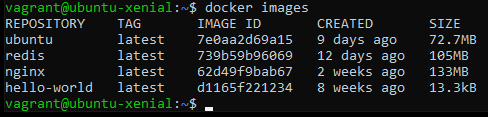 vagrant@ubuntu-xenial:~$ docker images
REPOSITORY    TAG       IMAGE ID       CREATED        SIZE
ubuntu        latest    7e0aa2d69a15   9 days ago     72.7MB
redis         latest    739b59b96069   12 days ago    105MB
nginx         latest    62d49f9bab67   2 weeks ago    133MB
hello-world   latest    d1165f221234   8 weeks ago    13.3kB
vagrant@ubuntu-xenial:~$